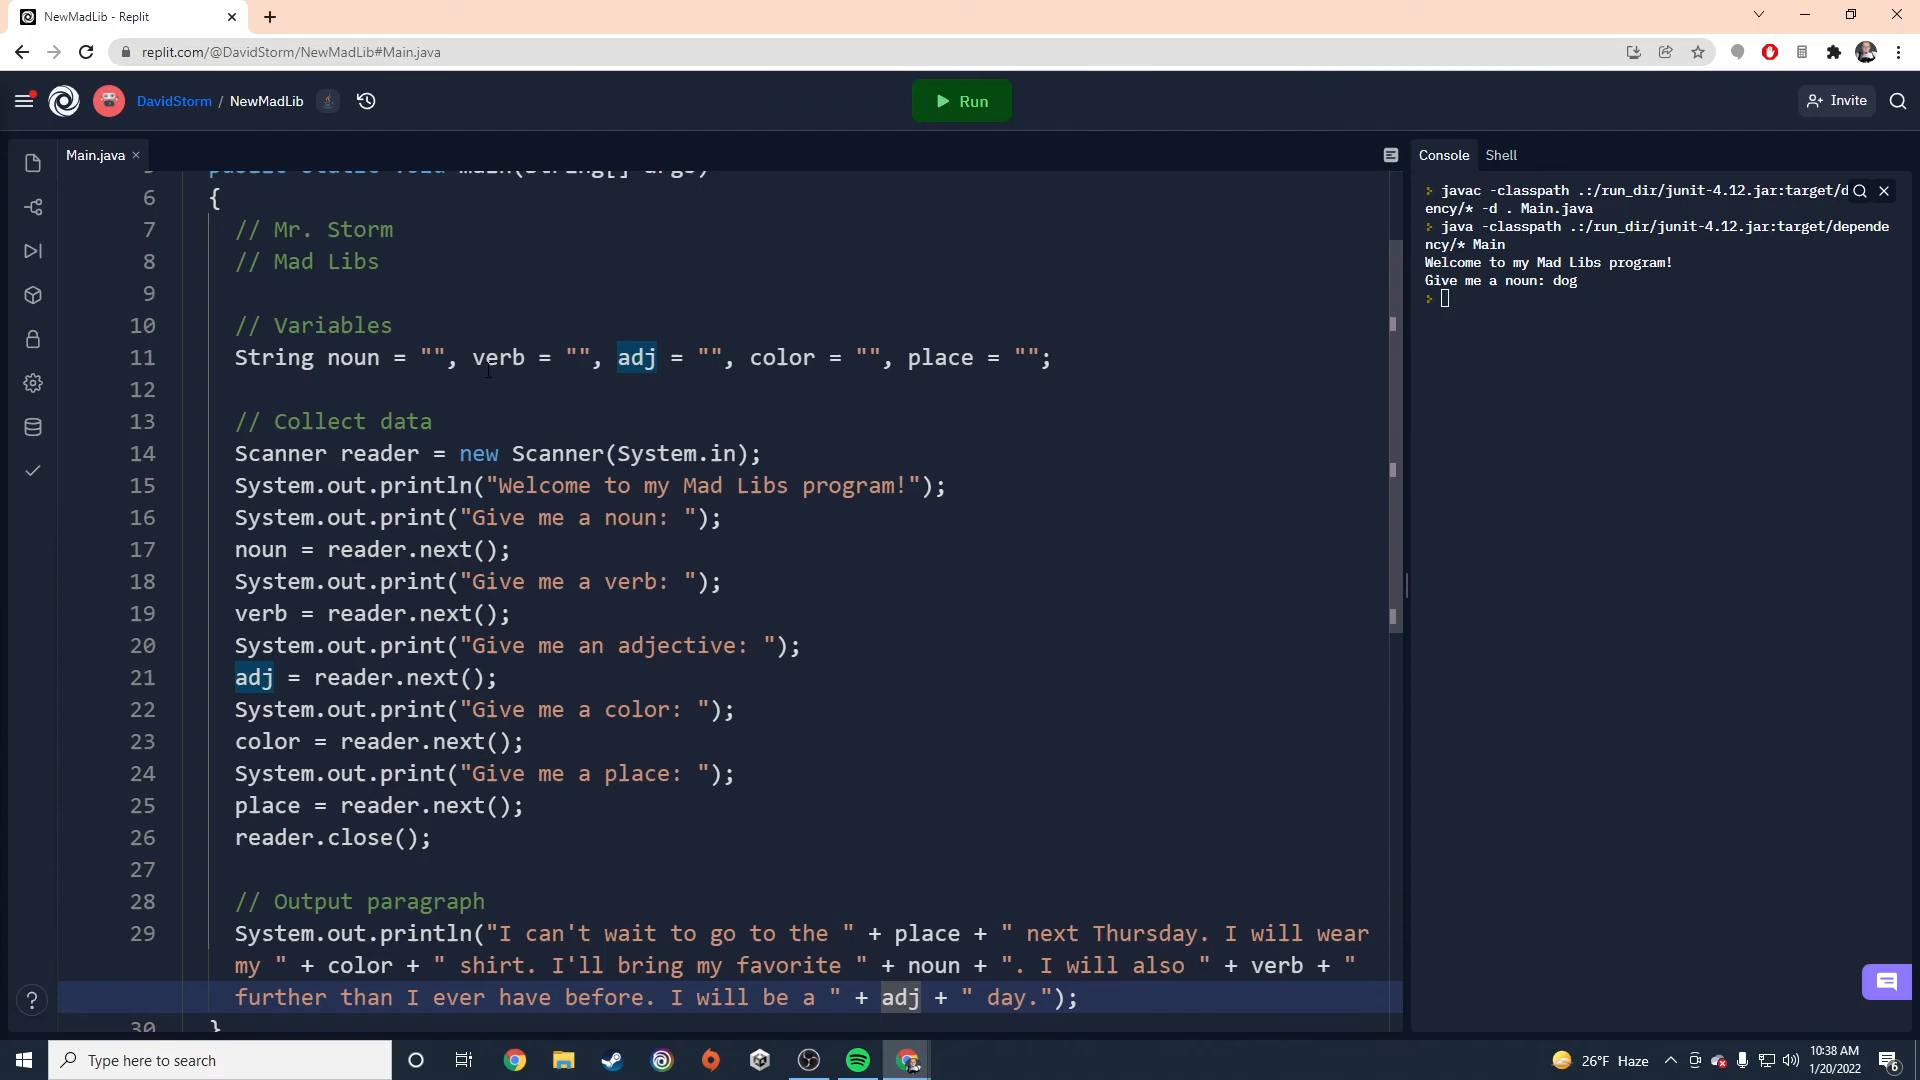 NewMadLib - Replit
replit.com/@DavidStorm/NewMadLib#Main.java
DavidStorm / NewMadLib
Run
Invite
Main.java
public static void main(String[] args)
6 {
7 // Mr. Storm
8 // Mad Libs
9
10 // Variables
11 String noun = "", verb = "", adj = "", color = "", place = "";
12
13 // Collect data
14 Scanner reader = new Scanner(System.in);
15 System.out.println("Welcome to my Mad Libs program!");
16 System.out.print("Give me a noun: ");
17 noun = reader.next();
18 System.out.print("Give me a verb: ");
19 verb = reader.next();
20 System.out.print("Give me an adjective: ");
21 adj = reader.next();
22 System.out.print("Give me a color: ");
23 color = reader.next();
24 System.out.print("Give me a place: ");
25 place = reader.next();
26 reader.close();
27
28 // Output paragraph
29 System.out.println("I can't wait to go to the " + place + " next Thursday. I will wear
my " + color + " shirt. I'll bring my favorite " + noun + ". I will also " + verb + "
further than I ever have before. I will be a " + adj + " day.");
30 }
Console Shell
javac -classpath .:/run_dir/junit-4.12.jar:target/d
ency/* -d . Main.java
java -classpath .:/run_dir/junit-4.12.jar:target/depende
ncy/* Main
Welcome to my Mad Libs program!
Give me a noun: dog
?
Type here to search
26°F Haze
10:38 AM
1/20/2022
6